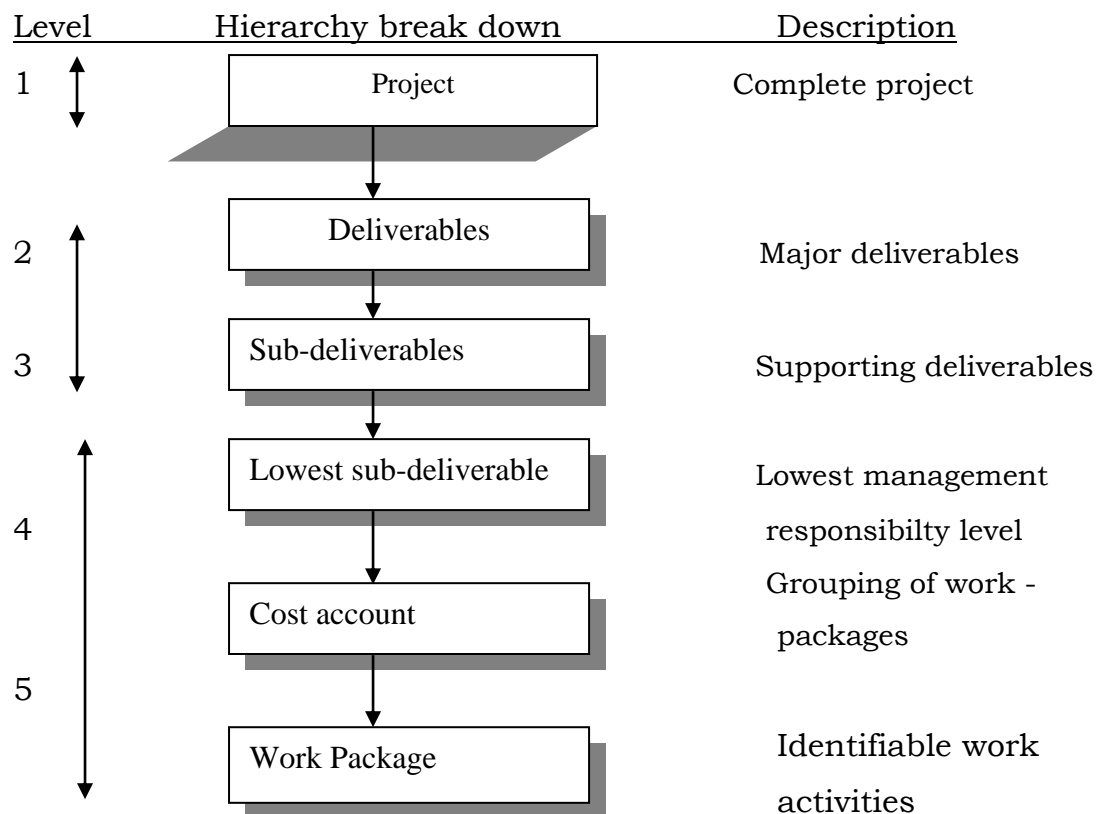 Level Hierarchy break down Description
1 Project Complete project
Deliverables
2 Major deliverables
Sub-deliverables
3 Supporting deliverables
Lowest sub-deliverable Lowest management
4 responsibilty level
Grouping of work -
Cost account packages
5
Work Package Identifiable work
activities